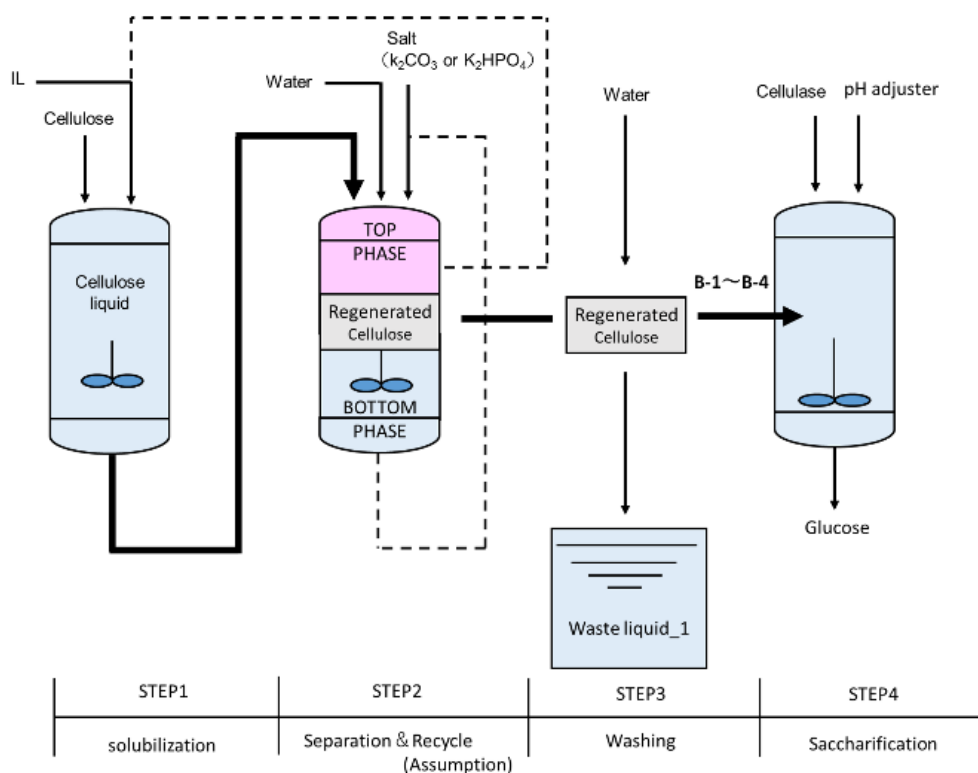 Salt
（k₂CO₃ or K₂HPO₄）
IL
Water
Cellulose
Water
Cellulase
pH adjuster
TOP
PHASE
Cellulose
liquid
Regenerated
Cellulose
BOTTOM
PHASE
Regenerated
Cellulose
B-1～B-4
Glucose
Waste liquid_1
STEP1
STEP2
STEP3
STEP4
solubilization
Separation＆Recycle
(Assumption)
Washing
Saccharification